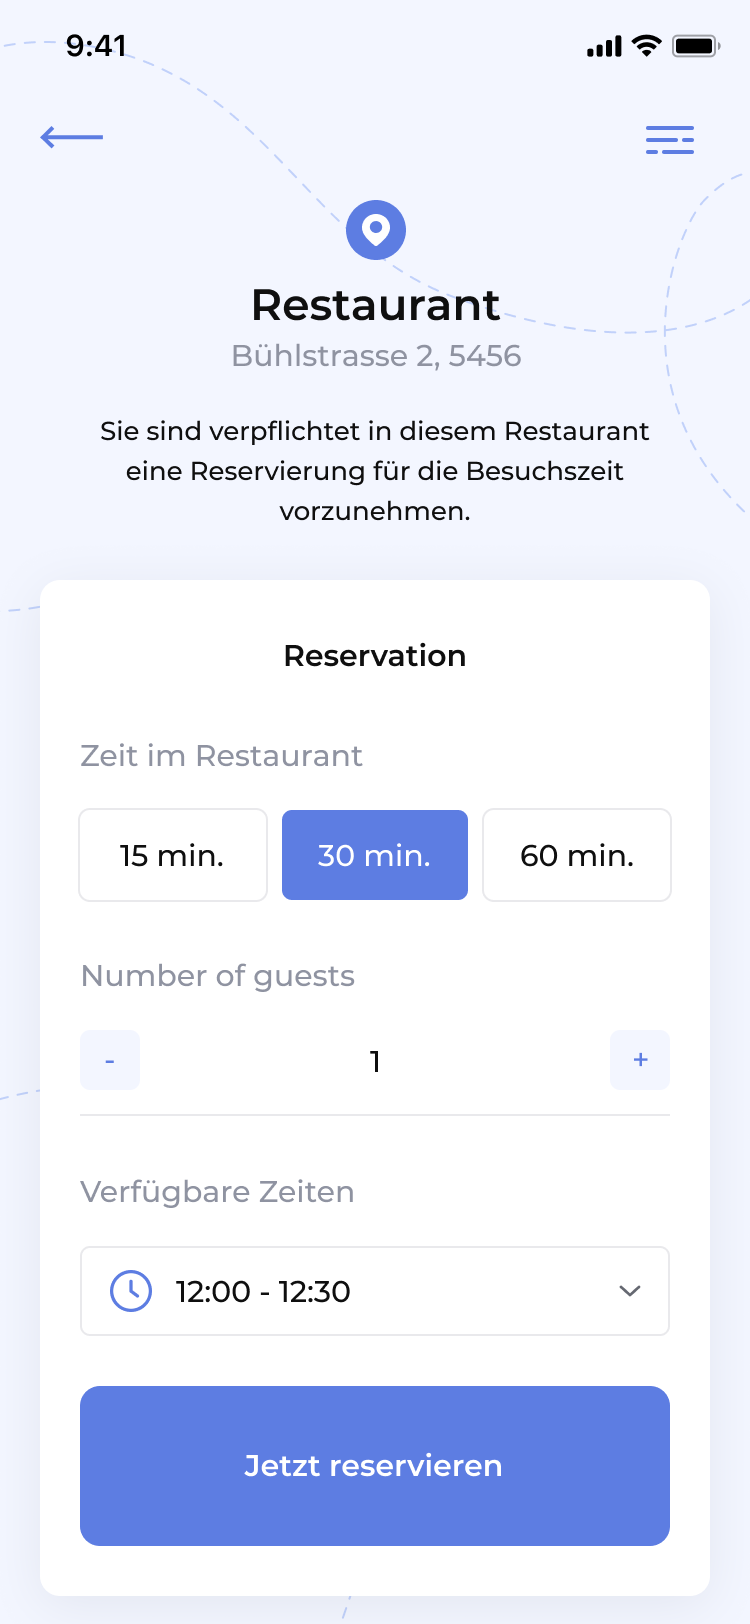 9:41
Restaurant
Bühlstrasse 2, 5456
Sie sind verpflichtet in diesem Restaurant
eine Reservierung für die Besuchszeit
vorzunehmen.
Reservation
Zeit im Restaurant
15 min. 30 min. 60 min.
Number of guests
- 1 +
Verfügbare Zeiten
12:00 - 12:30
Jetzt reservieren